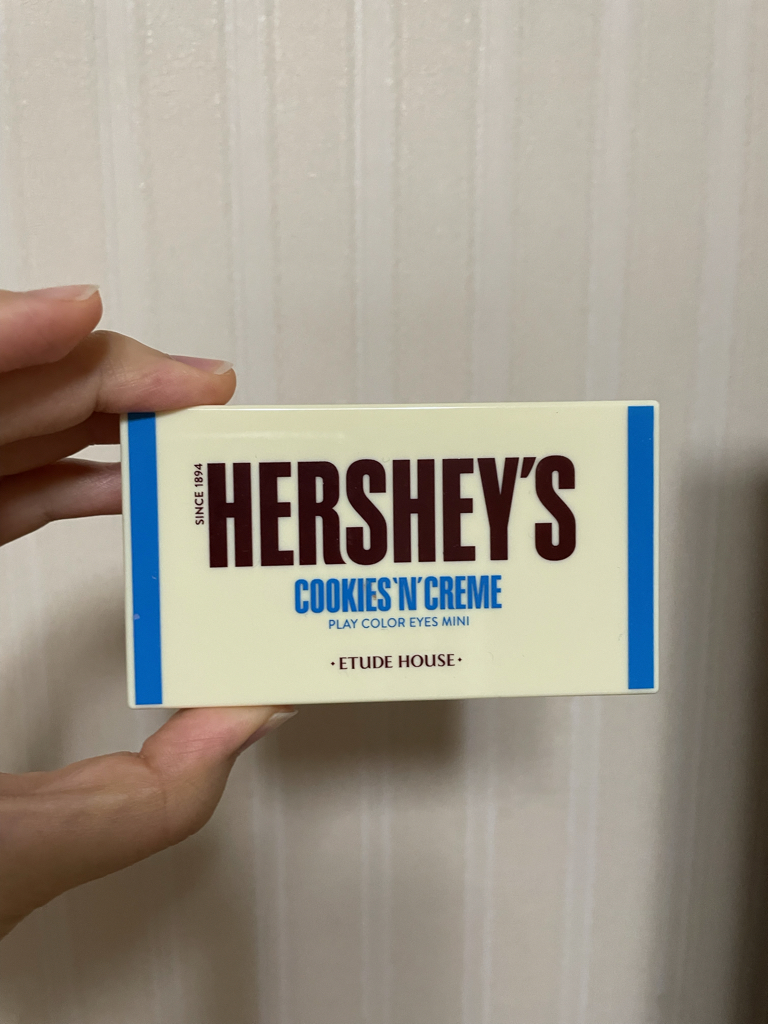 SINCE 1894
HERSHEY'S
COOKIES 'N' CREME
PLAY COLOR EYES MINI
·ETUDE HOUSE·